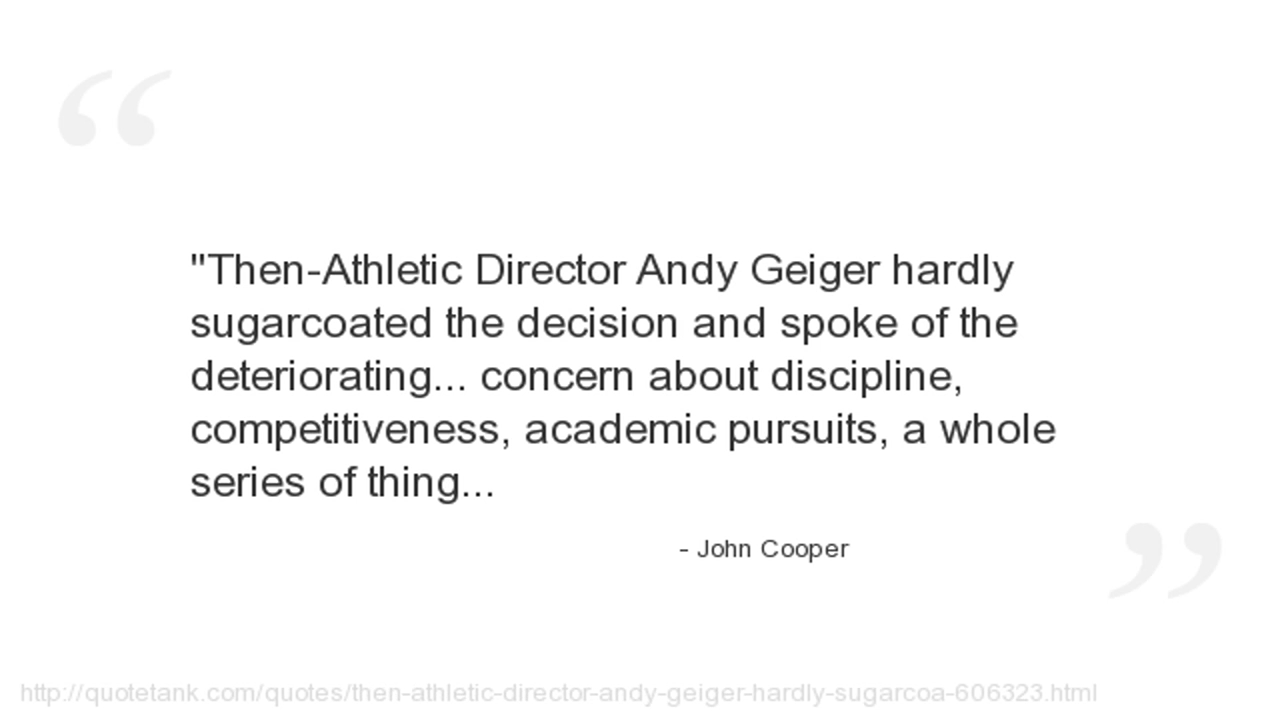 "Then-Athletic Director Andy Geiger hardly
sugarcoated the decision and spoke of the
deteriorating... concern about discipline,
competitiveness, academic pursuits, a whole
series of thing...
- John Cooper
http://quotetank.com/quotes/then-athletic-director-andy-geiger-hardly-sugarcoa-606323.html